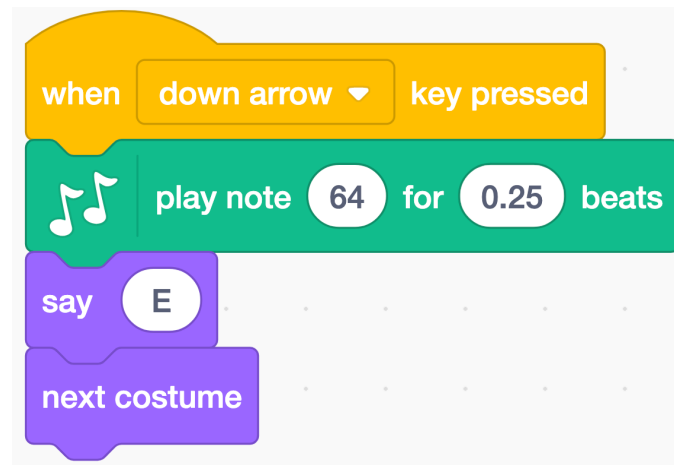 when down arrow key pressed
play note 64 for 0.25 beats
say E
next costume